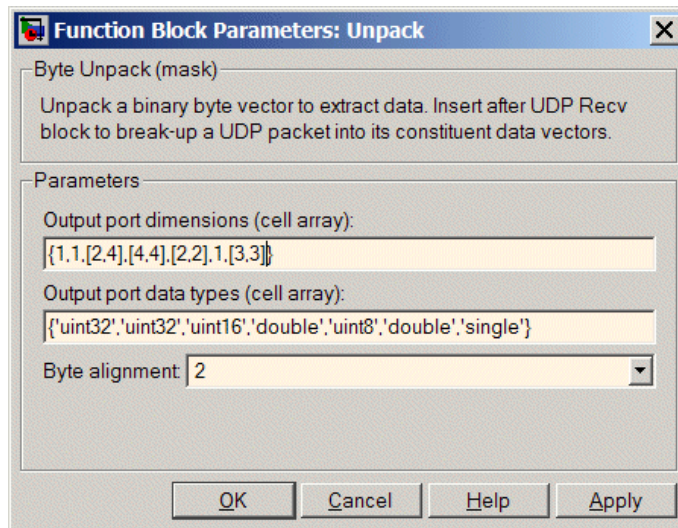 Function Block Parameters: Unpack
Byte Unpack (mask)
Unpack a binary byte vector to extract data. Insert after UDP Recv
block to break-up a UDP packet into its constituent data vectors.
Parameters
Output port dimensions (cell array):
{1,1,[2,4],[4,4],[2,2],1,[3,3]}
Output port data types (cell array):
{'uint32','uint32','uint16','double','uint8','double','single'}
Byte alignment: 2
OK Cancel Help Apply